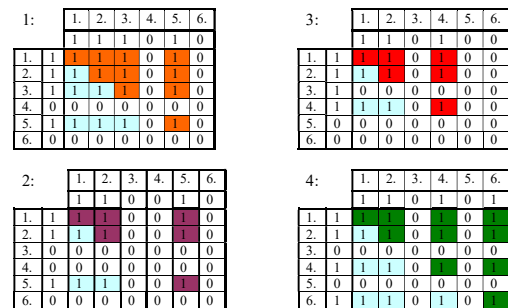 1: 1. 2. 3. 4. 5. 6.
1 1 1 0 1 0
1. 1 1 1 1 0 1 0
2. 1 1 1 1 0 1 0
3. 1 1 1 1 0 1 0
4. 0 0 0 0 0 0 0
5. 1 1 1 1 0 1 0
6. 0 0 0 0 0 0 0
3: 1. 2. 3. 4. 5. 6.
1 1 0 1 0 0
1. 1 1 1 0 1 0 0
2. 1 1 1 0 1 0 0
3. 1 0 0 0 0 0 0
4. 1 1 1 0 1 0 0
5. 0 0 0 0 0 0 0
6. 0 0 0 0 0 0 0
2: 1. 2. 3. 4. 5. 6.
1 1 0 0 1 0
1. 1 1 1 0 0 1 0
2. 1 1 1 0 0 1 0
3. 0 0 0 0 0 0 0
4. 0 0 0 0 0 0 0
5. 1 1 1 0 0 1 0
6. 0 0 0 0 0 0 0
4: 1. 2. 3. 4. 5. 6.
1 1 0 1 0 1
1. 1 1 1 0 1 0 1
2. 1 1 1 0 1 0 1
3. 0 0 0 0 0 0 0
4. 1 1 1 0 1 0 1
5. 0 0 0 0 0 0 0
6. 1 1 1 0 1 0 1